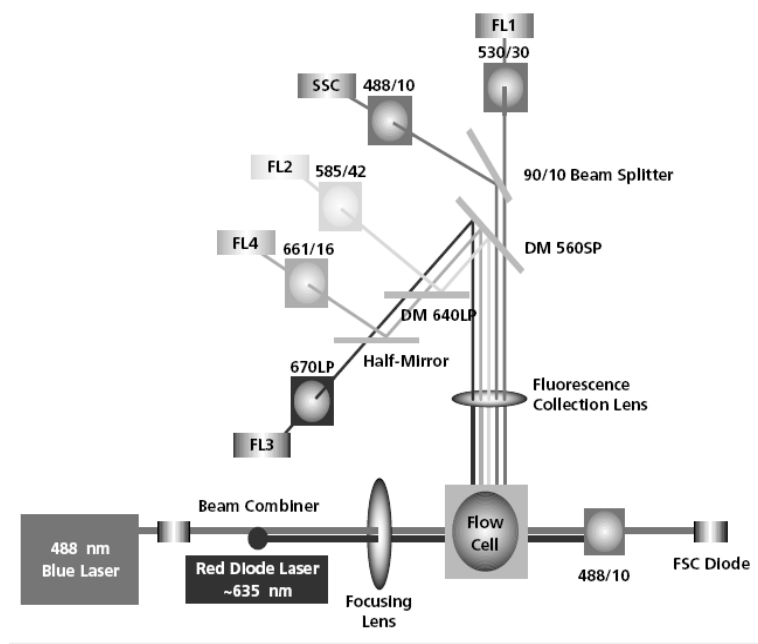 FL1
530/30
SSC
488/10
FL2
585/42
90/10 Beam Splitter
FL4
661/16
DM 560SP
DM 640LP
Half-Mirror
670LP
Fluorescence
Collection Lens
FL3
Beam Combiner
488 nm
Blue Laser
Red Diode Laser
~635 nm
Focusing
Lens
Flow
Cell
488/10
FSC Diode